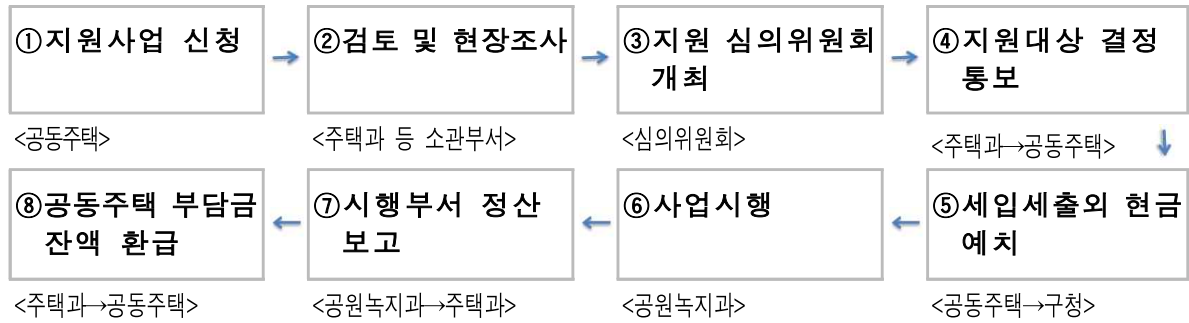 ①지원사업 신청
②검토 및 현장조사
③지원 심의위원회
개최
④지원대상 결정
통보
<공동주택>
<주택과 등 소관부서>
<심의위원회>
<주택과→공동주택>
⑧공동주택 부담금
잔액 환급
⑦시행부서 정산
보고
⑥사업시행
⑤세입세출외 현금
예치
<주택과→공동주택>
<공원녹지과→주택과>
<공원녹지과>
<공동주택→구청>